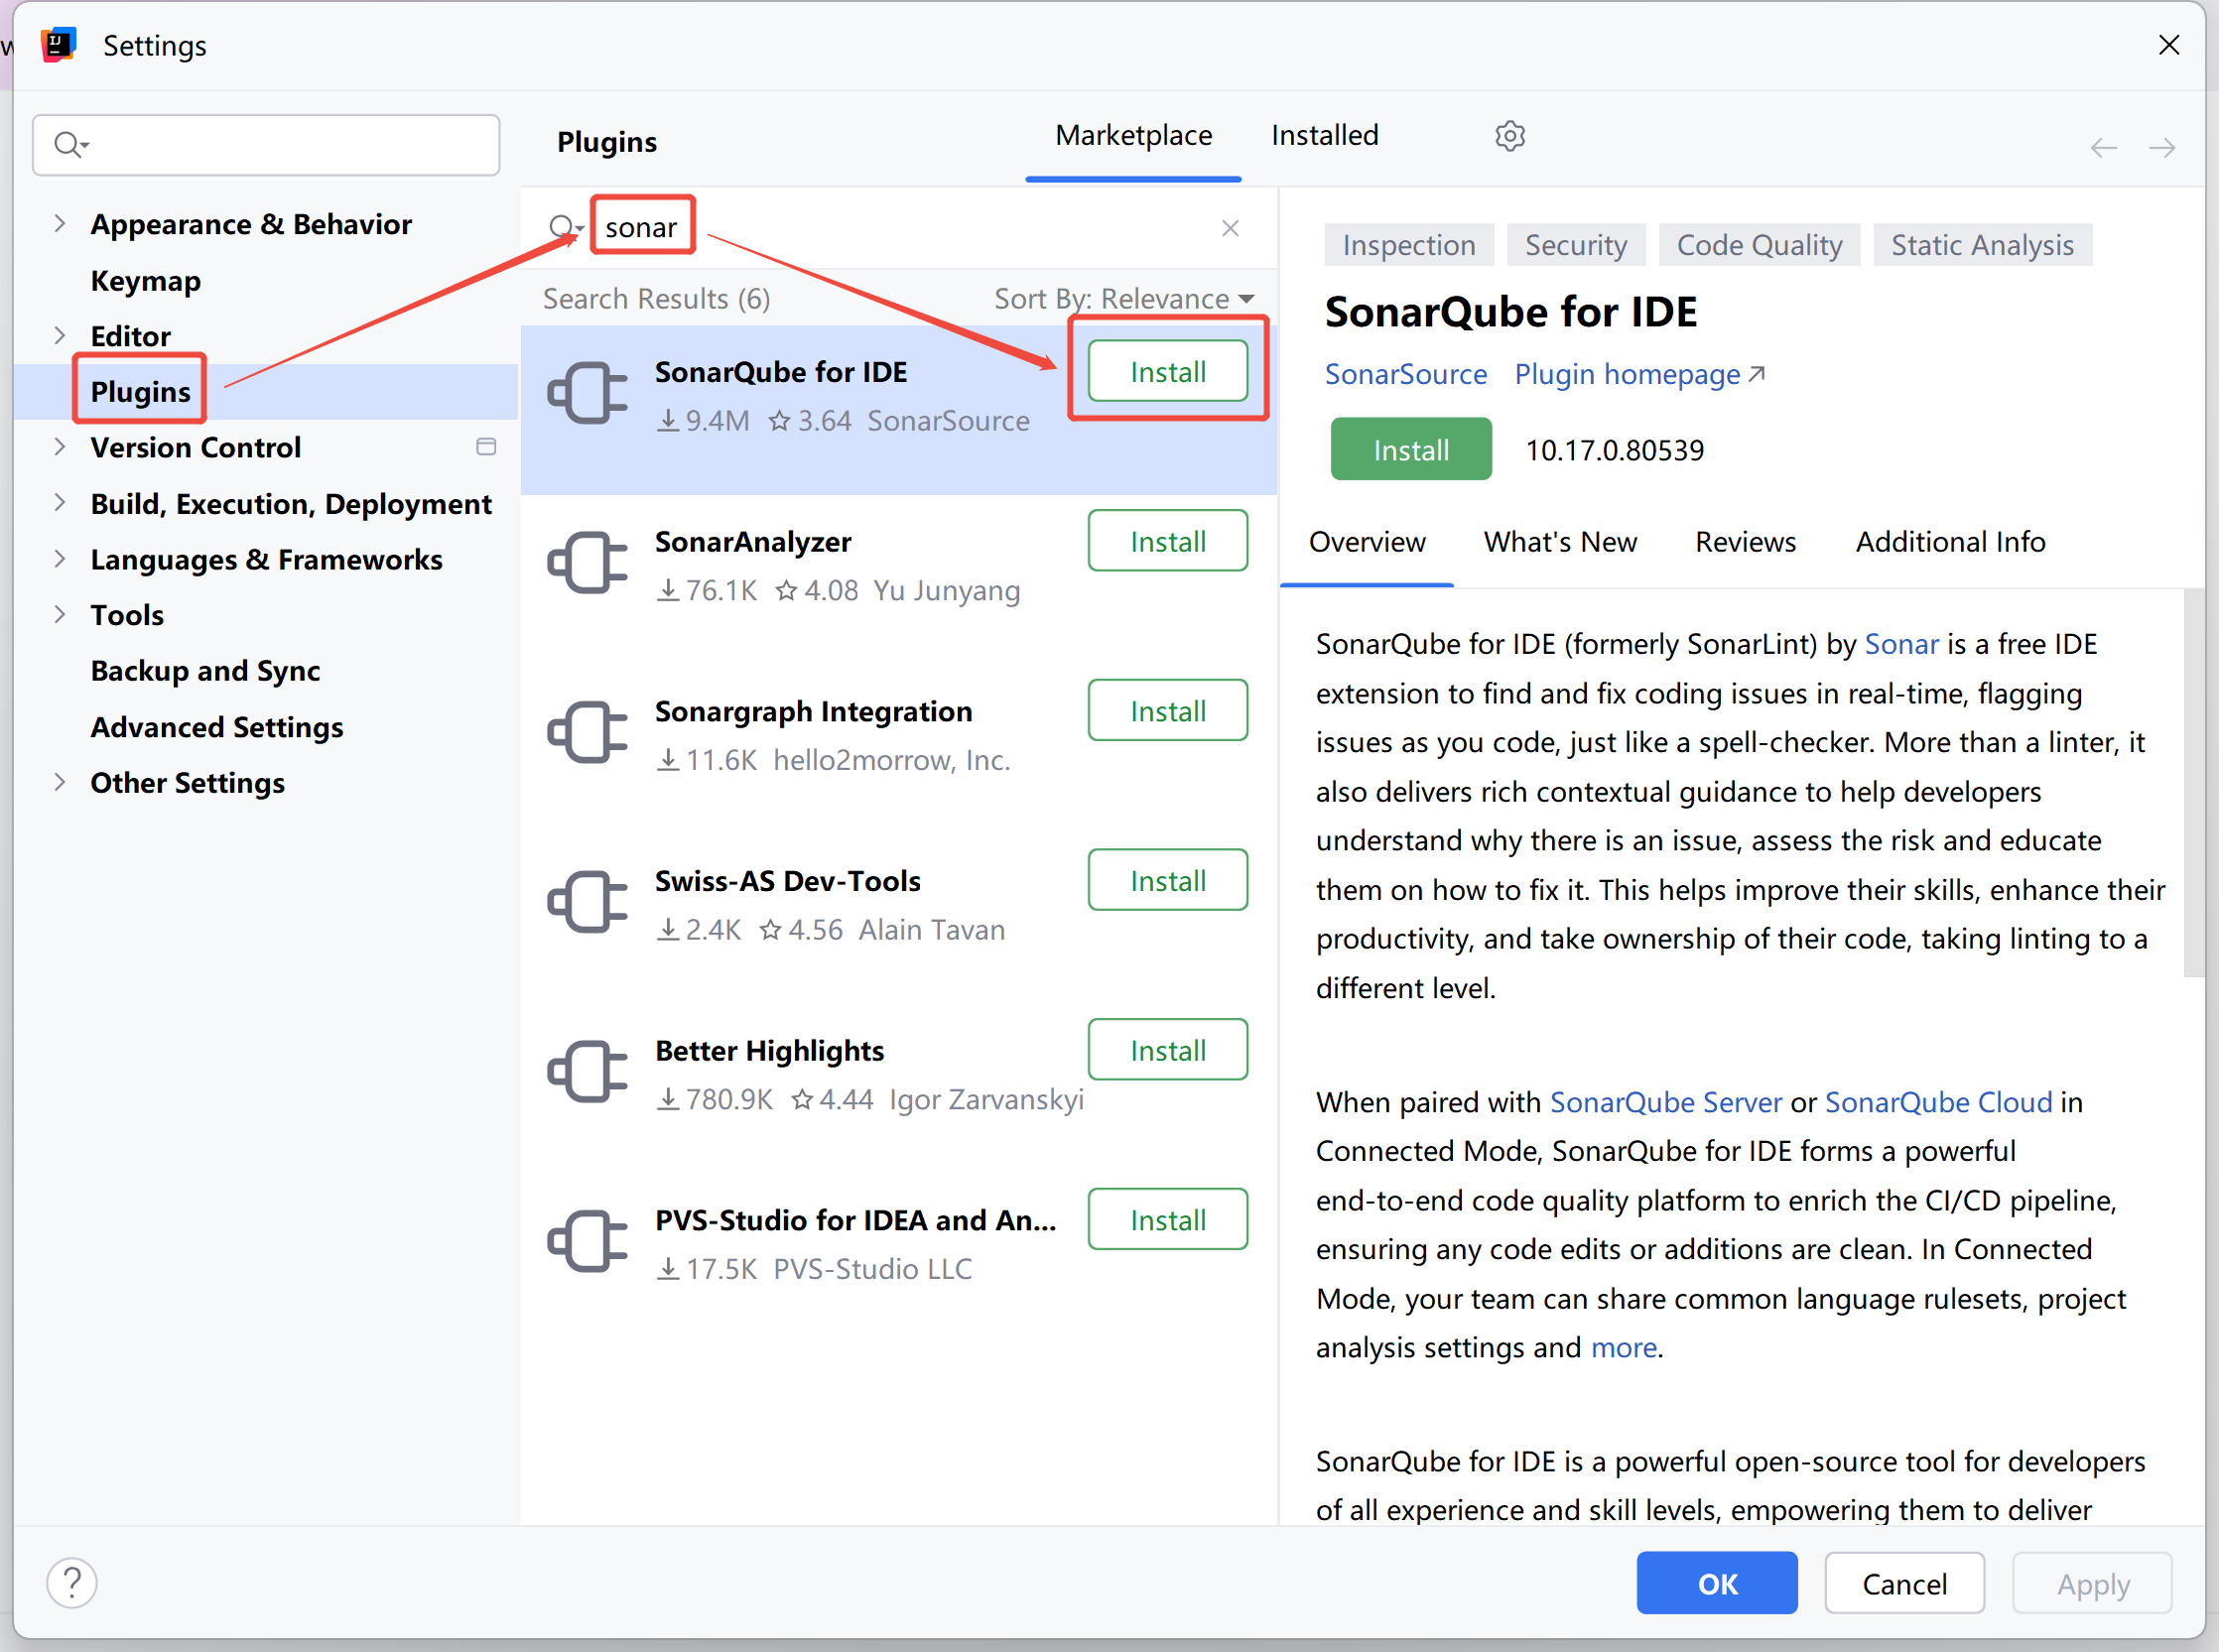 w
Settings
Appearance & Behavior
Keymap
Editor
Plugins
Version Control
Build, Execution, Deployment
Languages & Frameworks
Tools
Backup and Sync
Advanced Settings
Other Settings
Plugins
Marketplace
Installed
sonar
Search Results (6)
Sort By: Relevance
SonarQube for IDE
Install
9.4M 3.64 SonarSource
SonarAnalyzer
Install
76.1K 4.08 Yu Junyang
Sonargraph Integration
Install
11.6K hello2morrow, Inc.
Swiss-AS Dev-Tools
Install
2.4K 4.56 Alain Tavan
Better Highlights
Install
780.9K 4.44 Igor Zarvanskyi
PVS-Studio for IDEA and An...
Install
17.5K PVS-Studio LLC
Inspection Security Code Quality Static Analysis
SonarQube for IDE
SonarSource Plugin homepage
Install 10.17.0.80539
Overview What's New Reviews Additional Info
SonarQube for IDE (formerly SonarLint) by Sonar is a free IDE
extension to find and fix coding issues in real-time, flagging
issues as you code, just like a spell-checker. More than a linter, it
also delivers rich contextual guidance to help developers
understand why there is an issue, assess the risk and educate
them on how to fix it. This helps improve their skills, enhance their
productivity, and take ownership of their code, taking linting to a
different level.
When paired with SonarQube Server or SonarQube Cloud in
Connected Mode, SonarQube for IDE forms a powerful
end-to-end code quality platform to enrich the CI/CD pipeline,
ensuring any code edits or additions are clean. In Connected
Mode, your team can share common language rulesets, project
analysis settings and more.
SonarQube for IDE is a powerful open-source tool for developers
of all experience and skill levels, empowering them to deliver
?
OK
Cancel
Apply